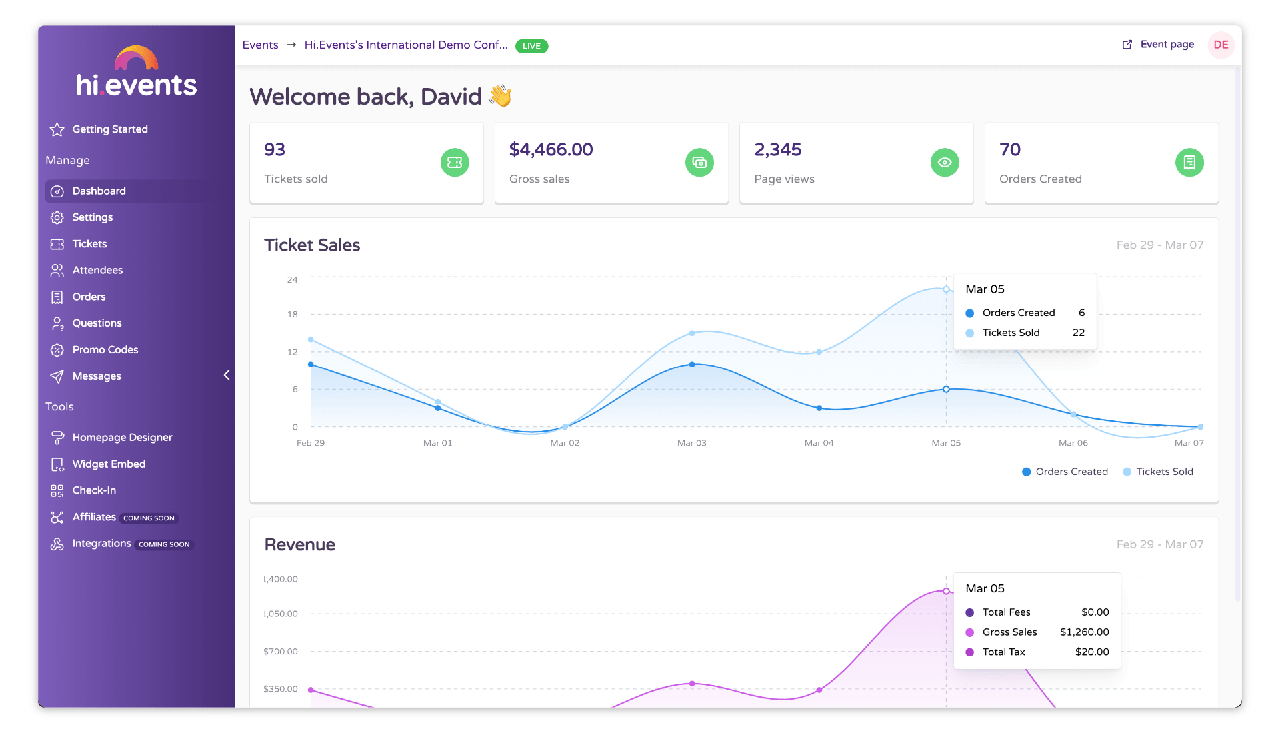 hi.events
Getting Started
Manage
Dashboard
Settings
Tickets
Attendees
Orders
Questions
Promo Codes
Messages
Tools
Homepage Designer
Widget Embed
Check-In
Affiliates COMING SOON
Integrations COMING SOON
Events → Hi.Events's International Demo Conf... LIVE
Event page DE
Welcome back, David 👋
93
Tickets sold
$4,466.00
Gross sales
2,345
Page views
70
Orders Created
Ticket Sales
Feb 29 - Mar 07
24
18
12
6
0
Feb 29 Mar 01 Mar 02 Mar 03 Mar 04 Mar 05 Mar 06 Mar 07
Mar 05
Orders Created 6
Tickets Sold 22
Orders Created Tickets Sold
Revenue
Feb 29 - Mar 07
1,400.00
1,050.00
$700.00
$350.00
Mar 05
Total Fees $0.00
Gross Sales $1,260.00
Total Tax $20.00